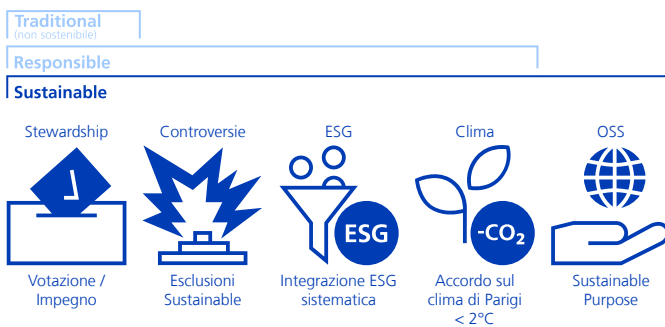 Traditional
(non sostenibile)
Responsible
Sustainable
Stewardship
Controversie
ESG
Clima
OSS
ESG
-CO₂
Votazione /
Impegno
Esclusioni
Sustainable
Integrazione ESG
sistematica
Accordo sul
clima di Parigi
< 2°C
Sustainable
Purpose